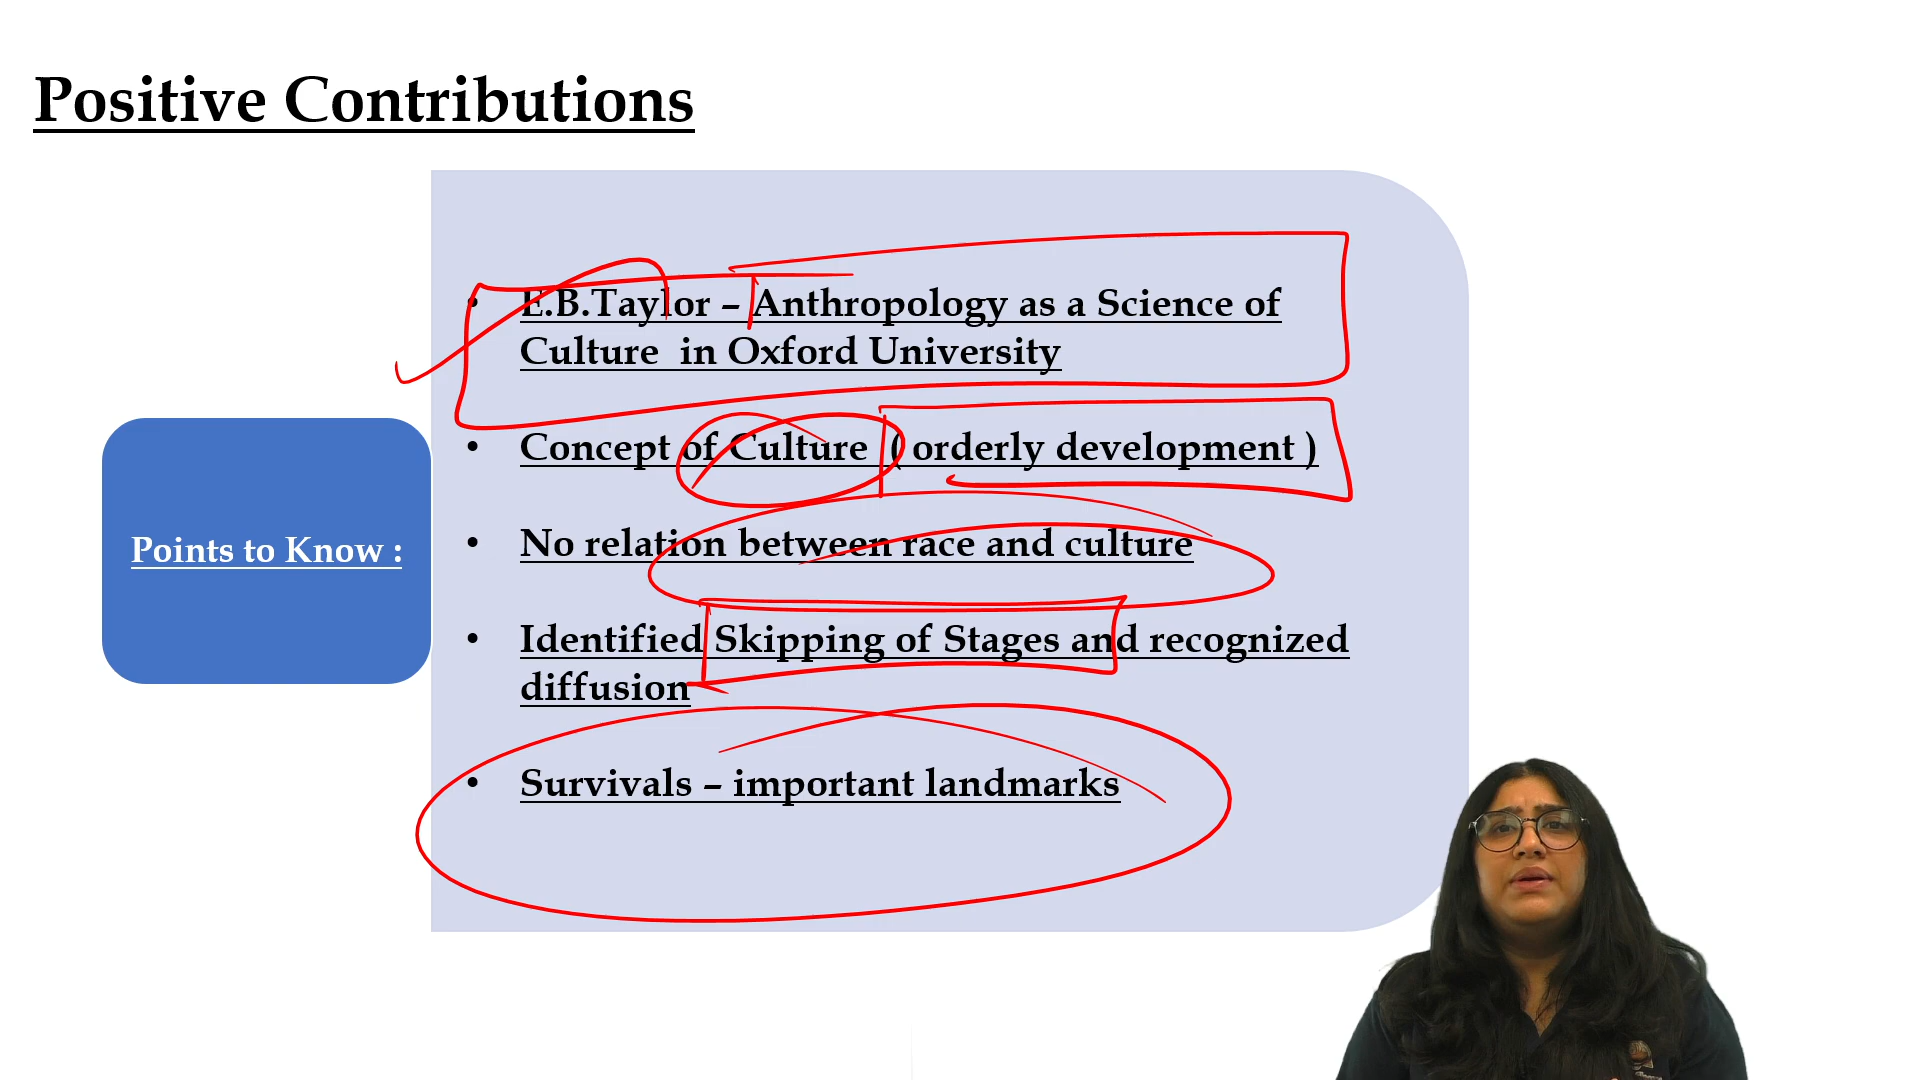 Positive Contributions
Points to Know :
• E.B.Taylor – Anthropology as a Science of
Culture in Oxford University
• Concept of Culture ( orderly development )
• No relation between race and culture
• Identified Skipping of Stages and recognized
diffusion
• Survivals – important landmarks